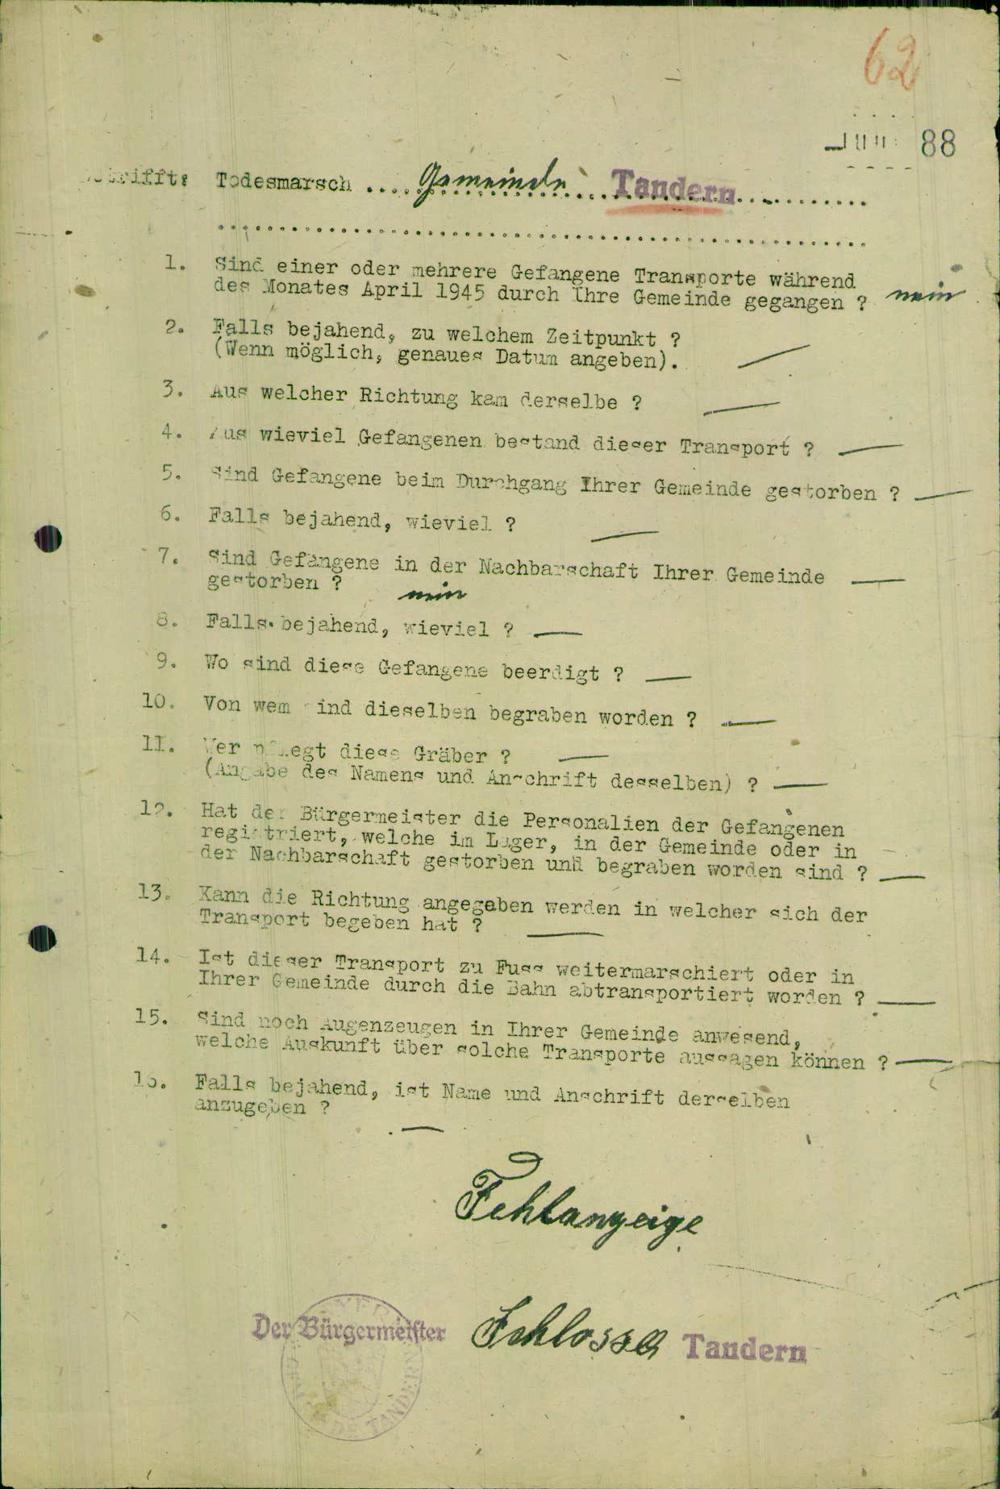 62
88
Betrifft: Todesmarsch .... Gemeinde ... Tandern ...........
1. Sind einer oder mehrere Gefangene Transporte während
des Monates April 1945 durch Ihre Gemeinde gegangen ? nein
2. Falls bejahend, zu welchem Zeitpunkt ?
(Wenn möglich, genaues Datum angeben). —
3. Aus welcher Richtung kam derselbe ? —
4. Aus wieviel Gefangenen bestand dieser Transport ? —
5. Sind Gefangene beim Durchgang Ihrer Gemeinde gestorben ? —
6. Falls bejahend, wieviel ? —
7. Sind Gefangene in der Nachbarschaft Ihrer Gemeinde —
gestorben ? nein
8. Falls bejahend, wieviel ? —
9. Wo sind diese Gefangene beerdigt ? —
10. Von wem sind dieselben begraben worden ? —
11. Wer pflegt diese Gräber ? —
(Angabe des Namens und Anschrift desselben) ? —
12. Hat der Bürgermeister die Personalien der Gefangenen
registriert, welche im Lager, in der Gemeinde oder in
der Nachbarschaft gestorben und begraben worden sind ? —
13. Kann die Richtung angegeben werden in welcher sich der
Transport begeben hat ? —
14. Ist dieser Transport zu Fuss weitermarschiert oder in
Ihrer Gemeinde durch die Bahn abtransportiert worden ? —
15. Sind noch Augenzeugen in Ihrer Gemeinde anwesend,
welche Auskunft über solche Transporte aussagen können ? —
16. Falls bejahend, ist Name und Anschrift derselben
anzugeben ? —
Fehlanzeige
Der Bürgermeister Schlosser Tandern